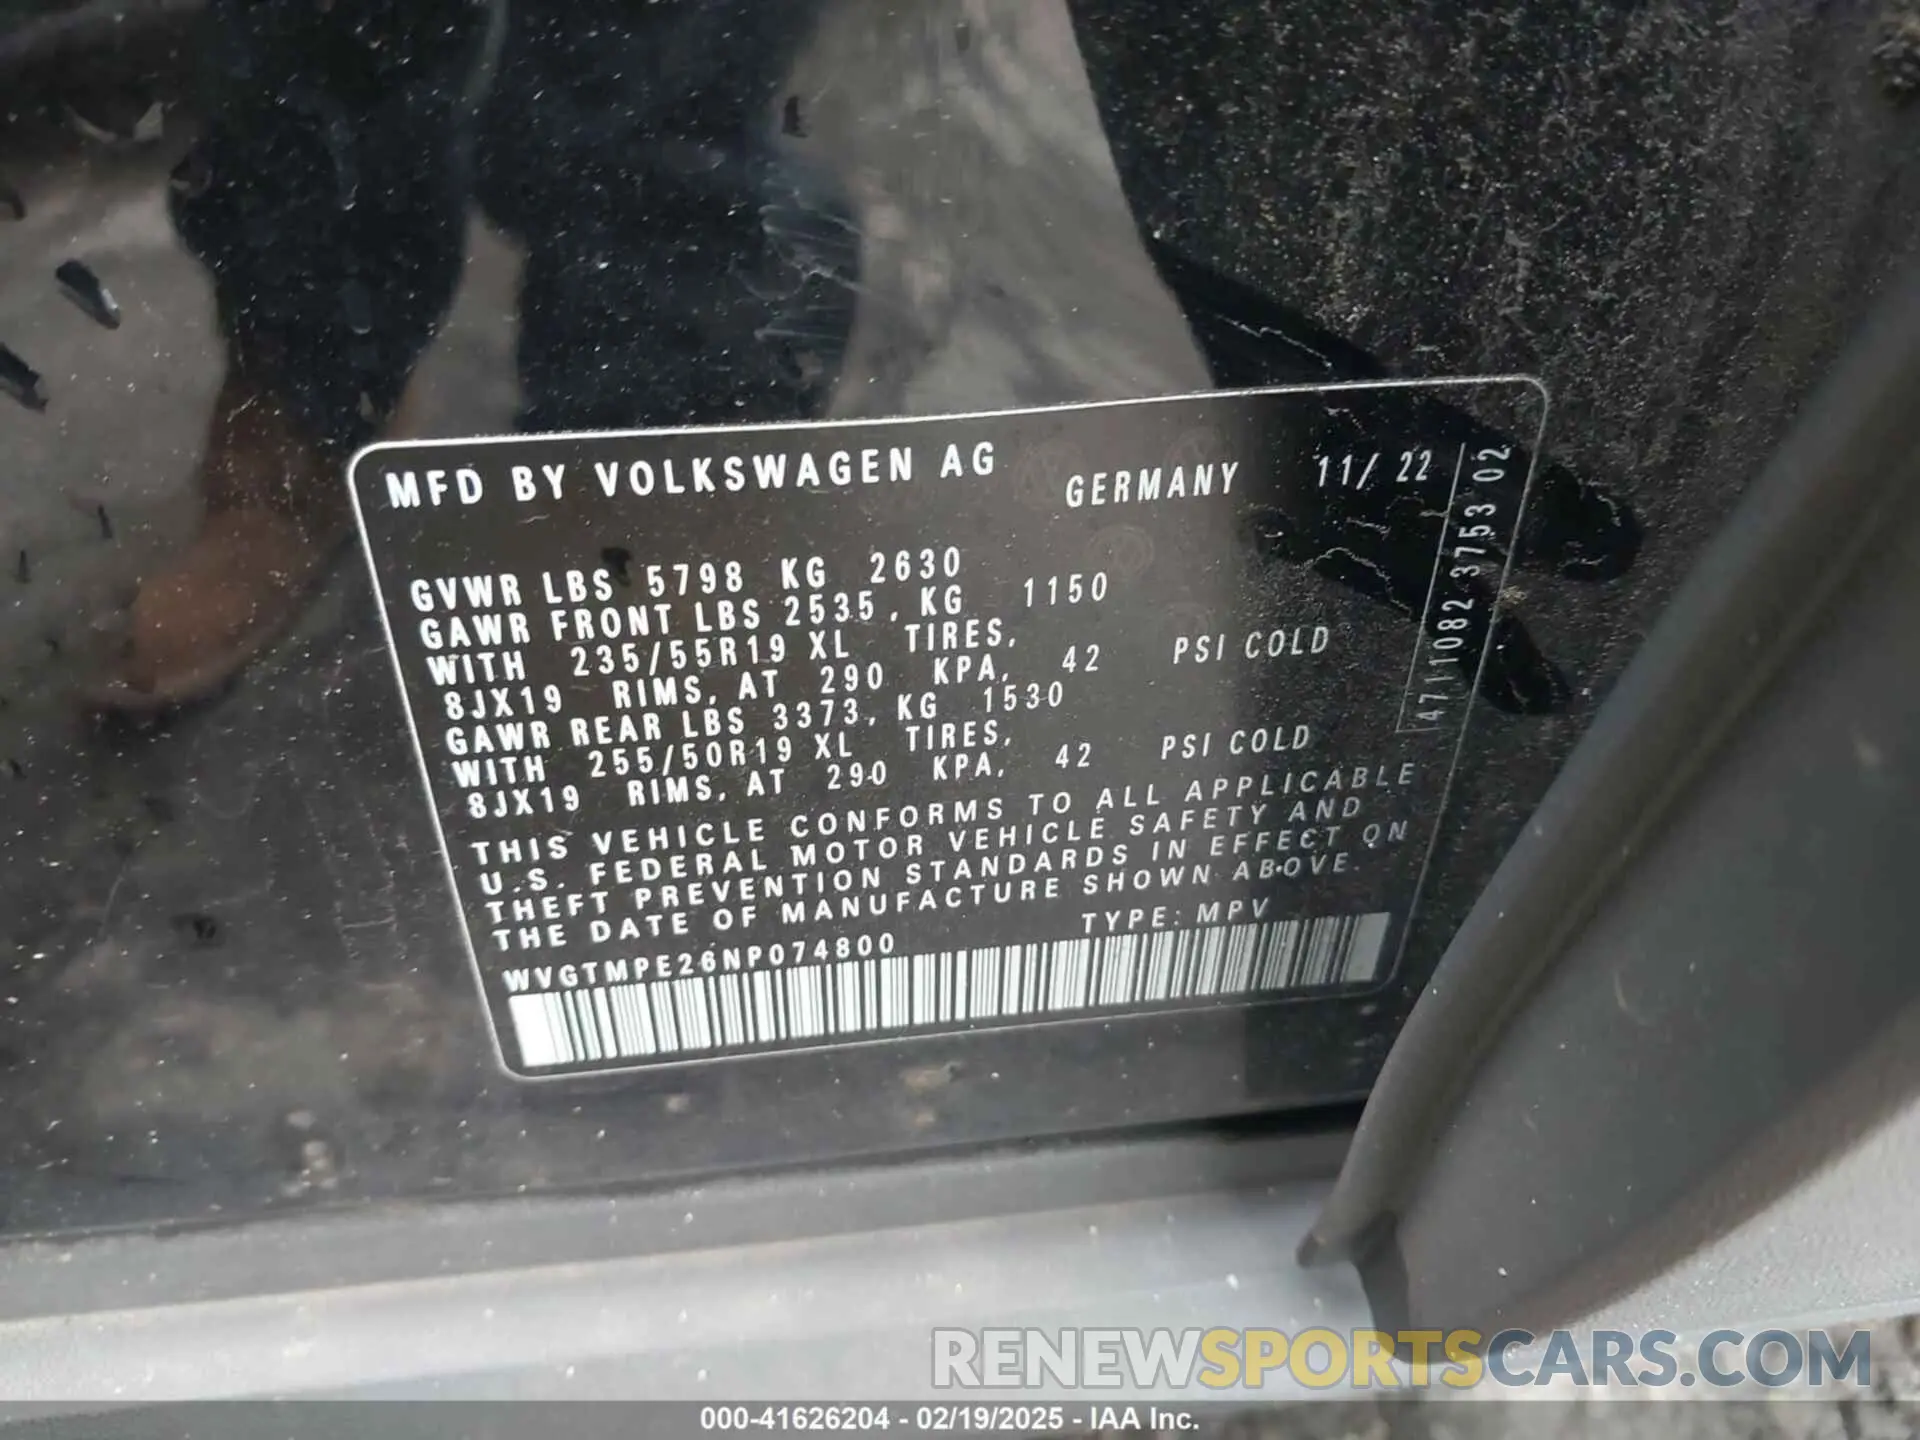 MFD BY VOLKSWAGEN AG GERMANY 11/ 22
GVWR LBS 5798 KG 2630
GAWR FRONT LBS 2535, KG 1150
WITH 235/55R19 XL TIRES,
8JX19 RIMS, AT 290 KPA, 42 PSI COLD
GAWR REAR LBS 3373, KG 1530
WITH 255/50R19 XL TIRES,
8JX19 RIMS, AT 290 KPA, 42 PSI COLD
THIS VEHICLE CONFORMS TO ALL APPLICABLE
U.S. FEDERAL MOTOR VEHICLE SAFETY AND
THEFT PREVENTION STANDARDS IN EFFECT ON
THE DATE OF MANUFACTURE SHOWN ABOVE.
WVGTMPE26NP074800 TYPE: MPV
4711082 3753 02
RENEWSPORTSCARS.COM
000-41626204 - 02/19/2025 - IAA Inc.